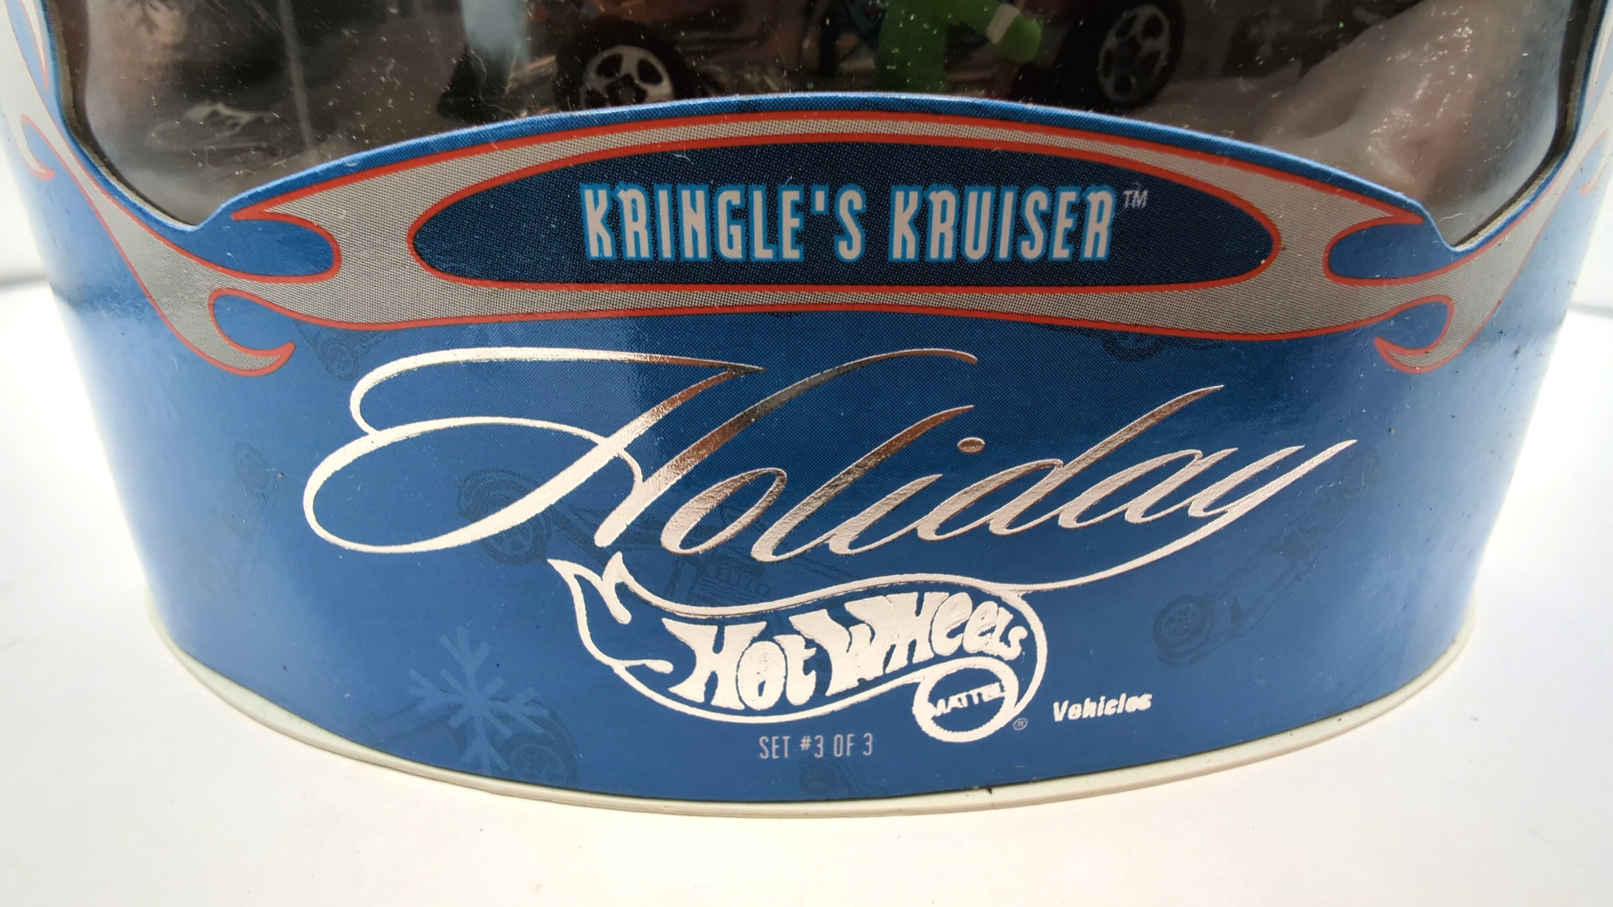 KRINGLE'S KRUISER™
Holiday
Hot Wheels
MATTEL
® Vehicles
SET #3 OF 3